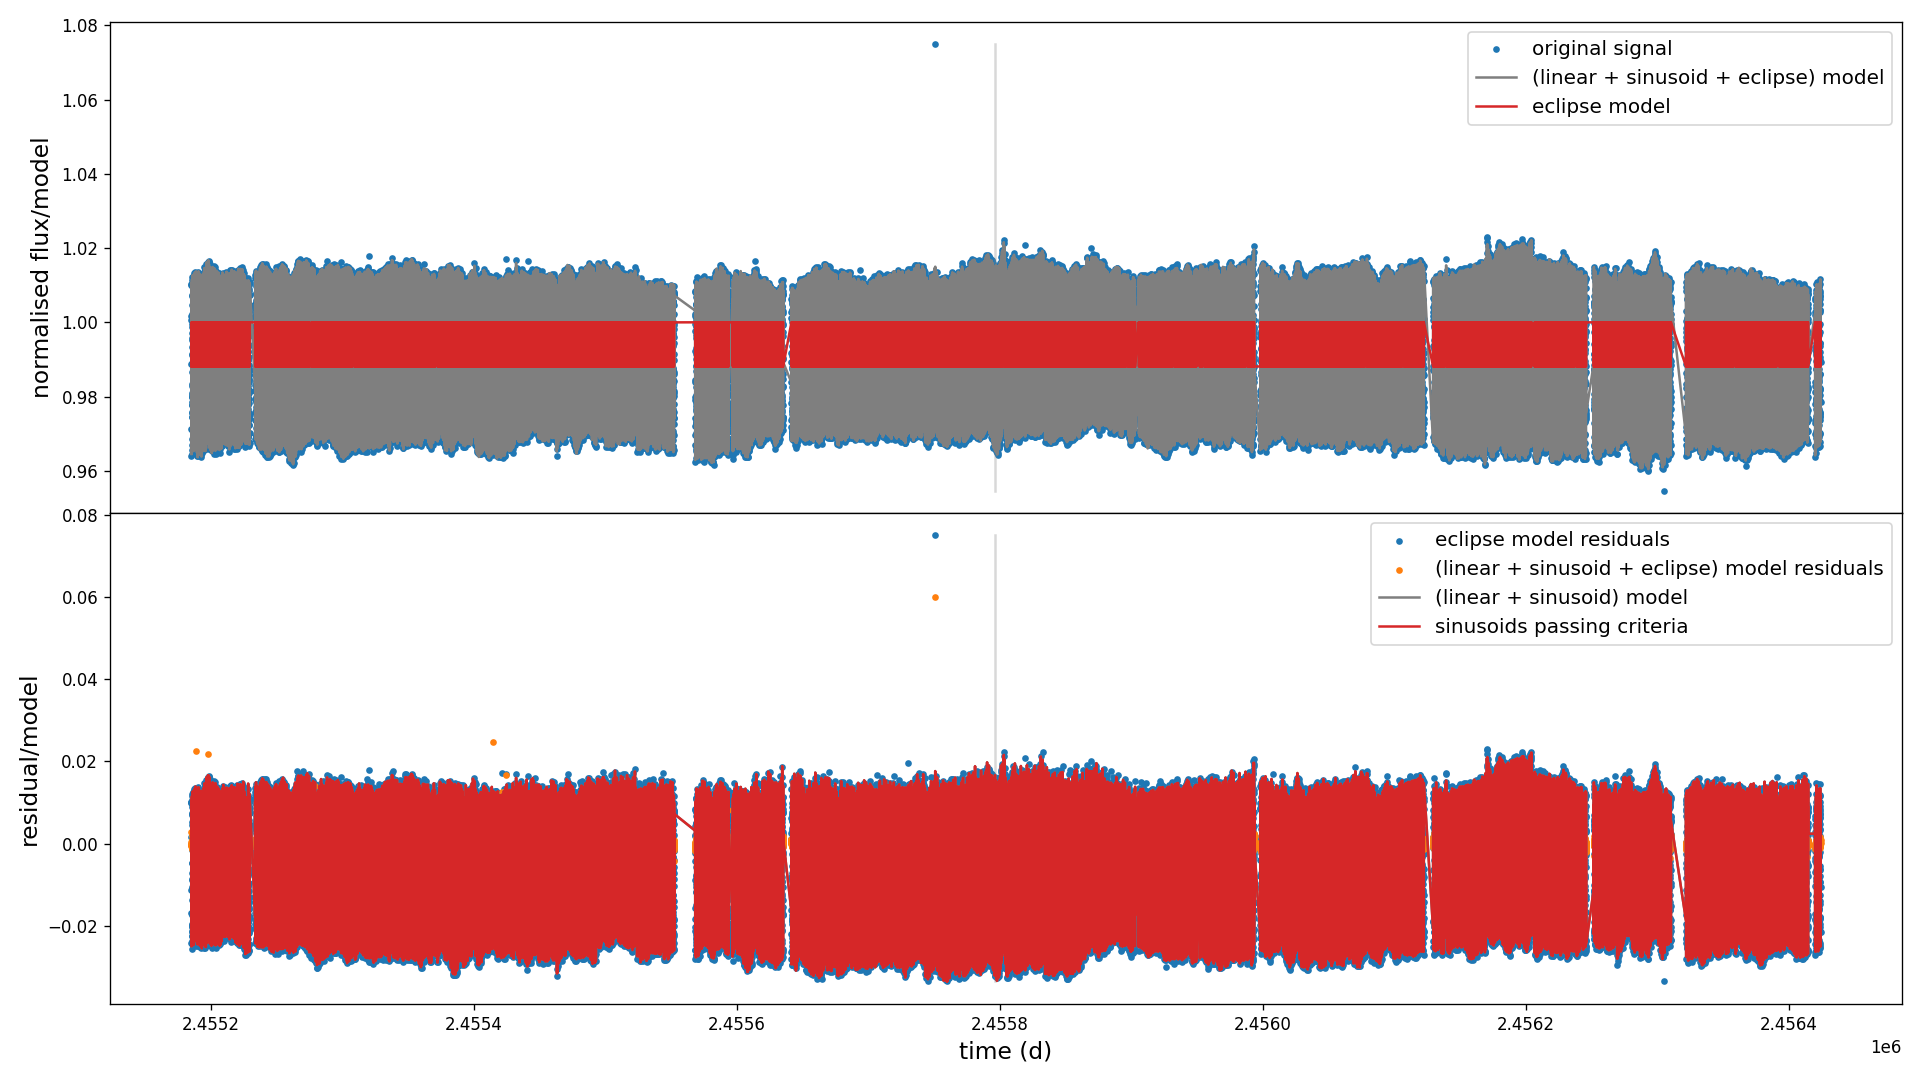 1.08
1.06
1.04
1.02
1.00
0.98
0.96
normalised flux/model
original signal
(linear + sinusoid + eclipse) model
eclipse model
0.08
0.06
0.04
0.02
0.00
−0.02
residual/model
eclipse model residuals
(linear + sinusoid + eclipse) model residuals
(linear + sinusoid) model
sinusoids passing criteria
2.4552
2.4554
2.4556
2.4558
2.4560
2.4562
2.4564
1e6
time (d)